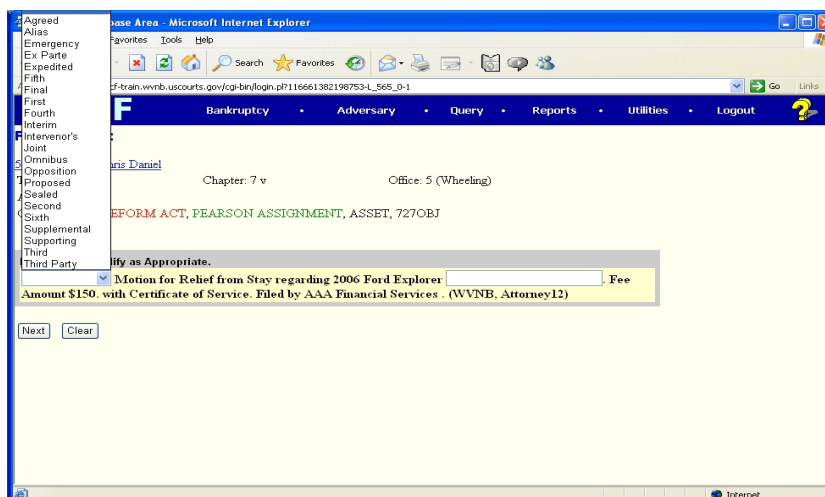 base Area - Microsoft Internet Explorer
Favorites Tools Help
Search Favorites
cf-train.wvnb.uscourts.gov/cgi-bin/login.pl?116661382198753-L_565_0-1 Go Links
F Bankruptcy • Adversary • Query • Reports • Utilities • Logout ?
Agreed
Alias
Emergency
Ex Parte
Expedited
Fifth
Final
First
Fourth
Interim
Intervenor's
Joint
Omnibus
Opposition
Proposed
Sealed
Second
Sixth
Supplemental
Supporting
Third
Third Party
hris Daniel
Chapter: 7 v Office: 5 (Wheeling)
EFORM ACT, PEARSON ASSIGNMENT, ASSET, 727OBJ
lify as Appropriate.
Motion for Relief from Stay regarding 2006 Ford Explorer . Fee
Amount $150. with Certificate of Service. Filed by AAA Financial Services . (WVNB, Attorney12)
Next Clear
Internet